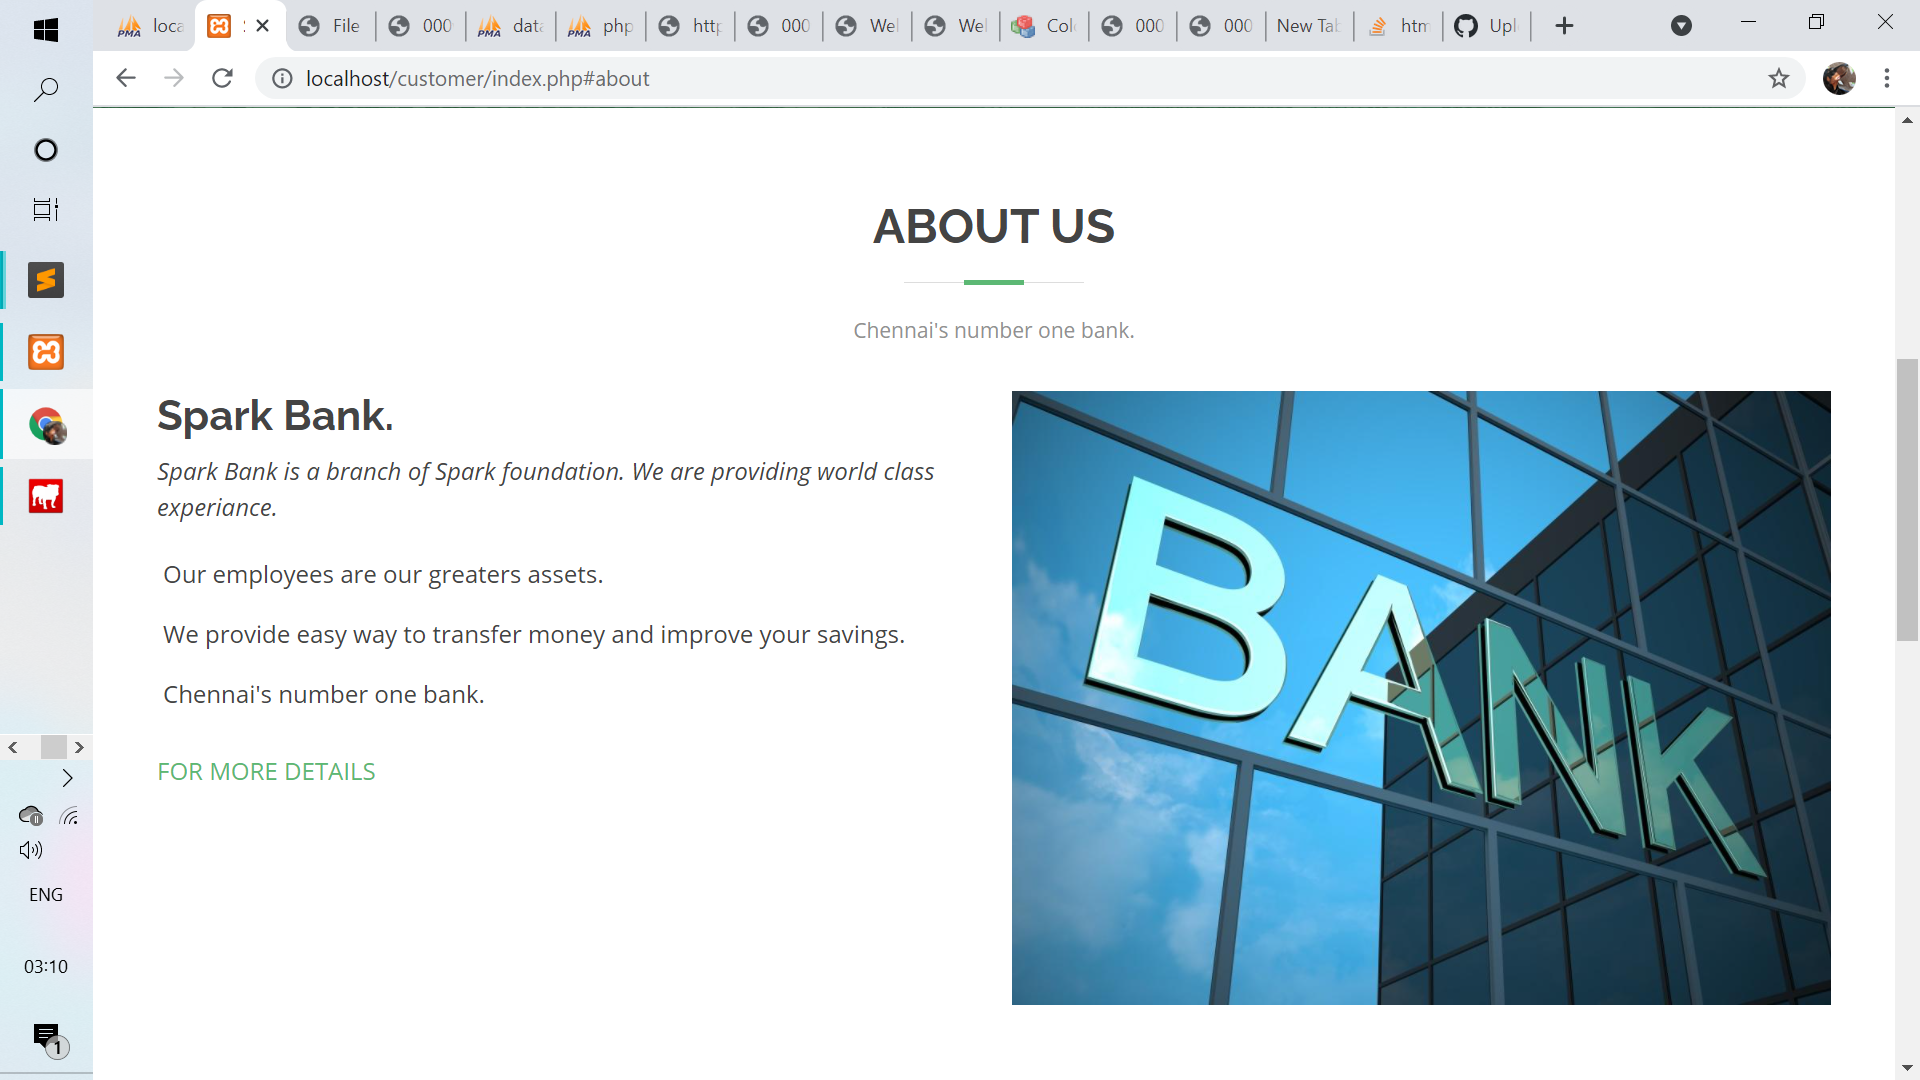 loca
File
000
data
php
http
000
Wel
Wel
Col
000
000
New Tab
htm
Upl
localhost/customer/index.php#about
ABOUT US
Chennai's number one bank.
Spark Bank.
Spark Bank is a branch of Spark foundation. We are providing world class
experiance.
Our employees are our greaters assets.
We provide easy way to transfer money and improve your savings.
Chennai's number one bank.
FOR MORE DETAILS
BANK
ENG
03:10
1